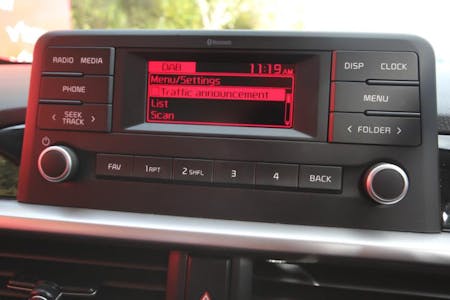 Bluetooth
RADIO MEDIA
PHONE
SEEK
TRACK
DAB 11:19 AM
Menu/Settings
Traffic announcement
List
Scan
DISP CLOCK
MENU
FOLDER
FAV 1 RPT 2 SHFL 3 4 BACK